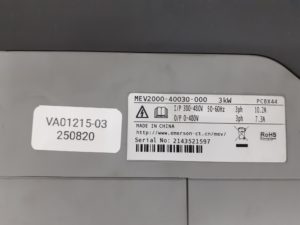 MEV2000-40030-000 3kW PC8X44
I/P 380-480V 50-60Hz 3ph 10.2A
O/P 0-480V 3ph 7.3A
MADE IN CHINA
http://www.emerson-ct.cn/mev/
Serial No: 2143521597
RoHS
VA01215-03
250820